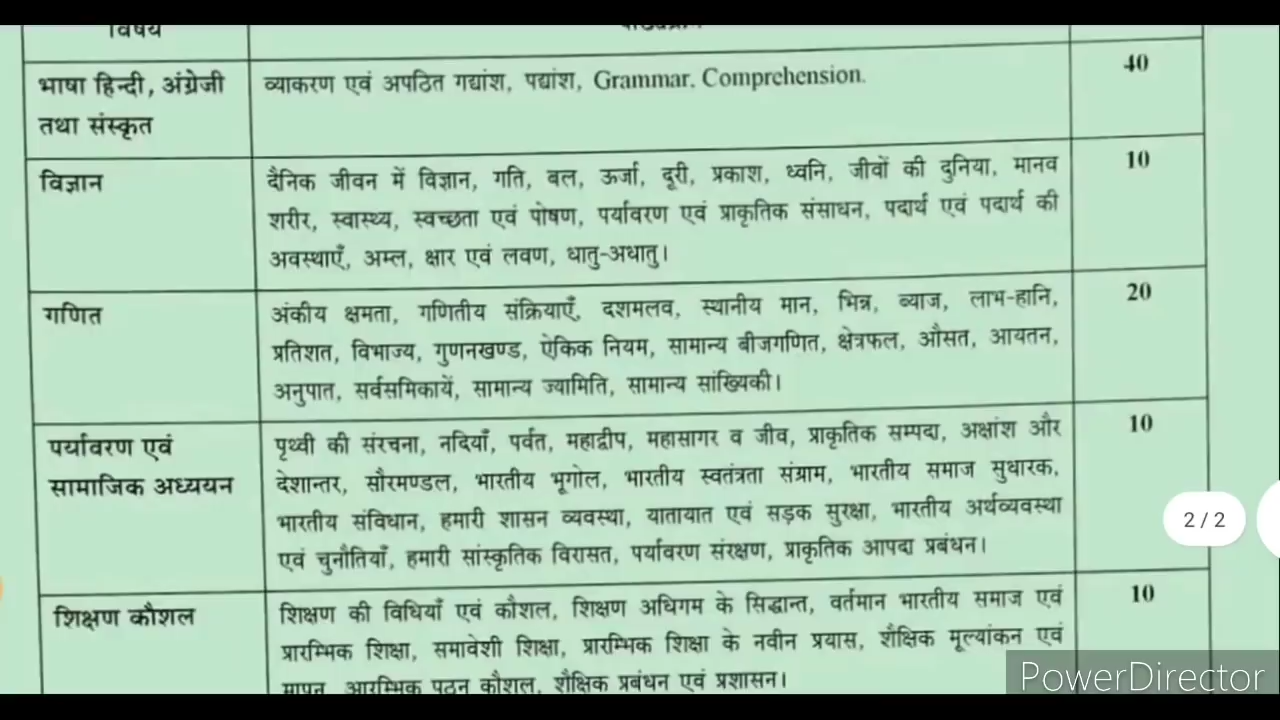 विषय
भाषा हिन्दी, अंग्रेजी
तथा संस्कृत
व्याकरण एवं अपठित गद्यांश, पद्यांश, Grammar, Comprehension.
40
विज्ञान
दैनिक जीवन में विज्ञान, गति, बल, ऊर्जा, दूरी, प्रकाश, ध्वनि, जीवों की दुनिया, मानव
शरीर, स्वास्थ्य, स्वच्छता एवं पोषण, पर्यावरण एवं प्राकृतिक संसाधन, पदार्थ एवं पदार्थ की
अवस्थाएँ, अम्ल, क्षार एवं लवण, धातु-अधातु।
10
गणित
अंकीय क्षमता, गणितीय संक्रियाएँ, दशमलव, स्थानीय मान, भिन्न, ब्याज, लाभ-हानि,
प्रतिशत, विभाज्य, गुणनखण्ड, ऐकिक नियम, सामान्य बीजगणित, क्षेत्रफल, औसत, आयतन,
अनुपात, सर्वसमिकायें, सामान्य ज्यामिति, सामान्य सांख्यिकी।
20
पर्यावरण एवं
सामाजिक अध्ययन
पृथ्वी की संरचना, नदियाँ, पर्वत, महाद्वीप, महासागर व जीव, प्राकृतिक सम्पदा, अक्षांश और
देशान्तर, सौरमण्डल, भारतीय भूगोल, भारतीय स्वतंत्रता संग्राम, भारतीय समाज सुधारक,
भारतीय संविधान, हमारी शासन व्यवस्था, यातायात एवं सड़क सुरक्षा, भारतीय अर्थव्यवस्था
एवं चुनौतियाँ, हमारी सांस्कृतिक विरासत, पर्यावरण संरक्षण, प्राकृतिक आपदा प्रबंधन।
10
शिक्षण कौशल
शिक्षण की विधियाँ एवं कौशल, शिक्षण अधिगम के सिद्धान्त, वर्तमान भारतीय समाज एवं
प्रारम्भिक शिक्षा, समावेशी शिक्षा, प्रारम्भिक शिक्षा के नवीन प्रयास, शैक्षिक मूल्यांकन एवं
मापन, आरम्भिक पठन कौशल, शैक्षिक प्रबंधन एवं प्रशासन।
10
2 / 2
PowerDirector